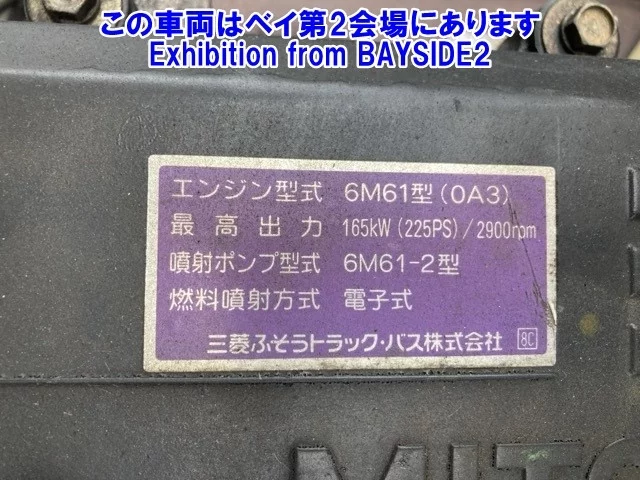 この車両はベイ第2会場にあります
Exhibition from BAYSIDE2
エンジン型式 6M61型(0A3)
最高出力 165kW(225PS)/2900rpm
噴射ポンプ型式 6M61-2型
燃料噴射方式 電子式
三菱ふそうトラック・バス株式会社 8C
MITS